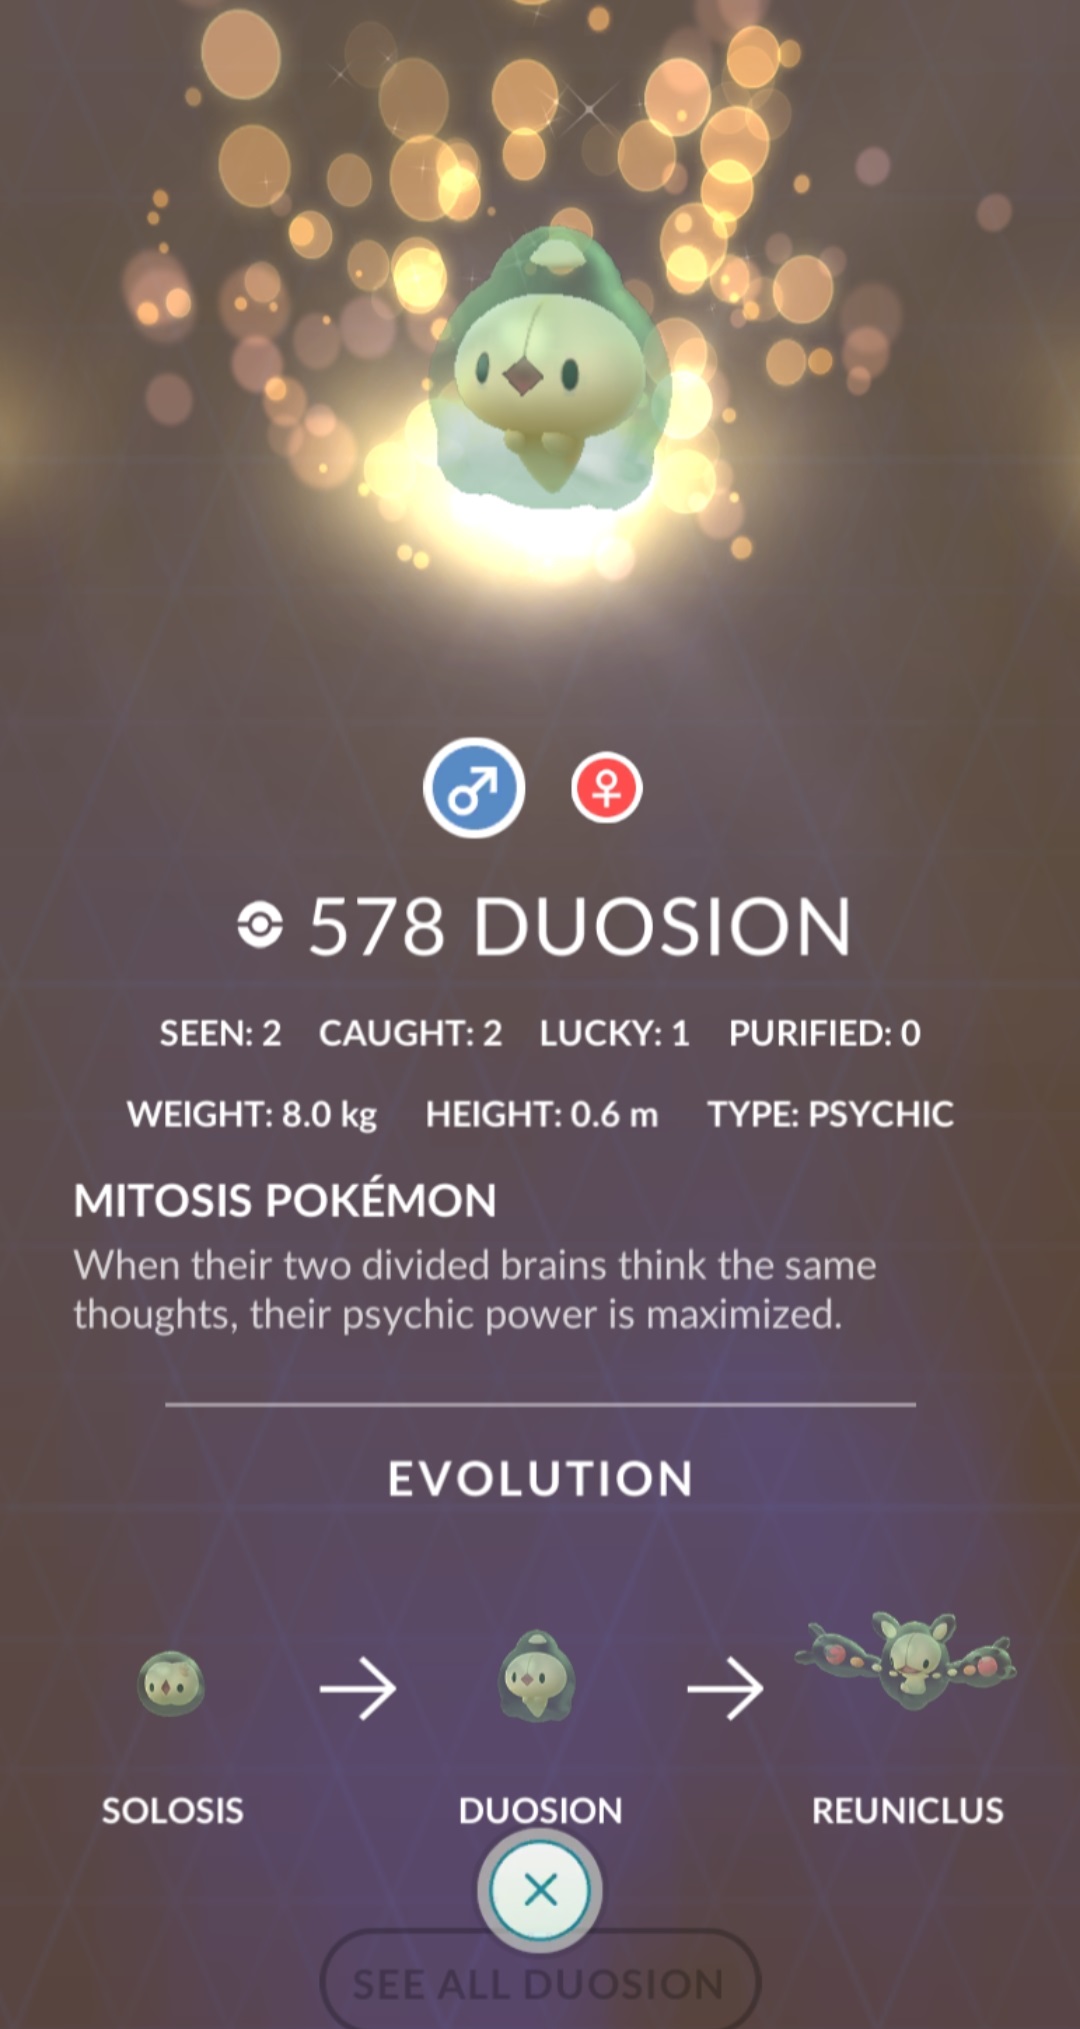 578 DUOSION
SEEN: 2 CAUGHT: 2 LUCKY: 1 PURIFIED: 0
WEIGHT: 8.0 kg HEIGHT: 0.6 m TYPE: PSYCHIC
MITOSIS POKÉMON
When their two divided brains think the same
thoughts, their psychic power is maximized.
EVOLUTION
SOLOSIS DUOSION REUNICLUS
SEE ALL DUOSION